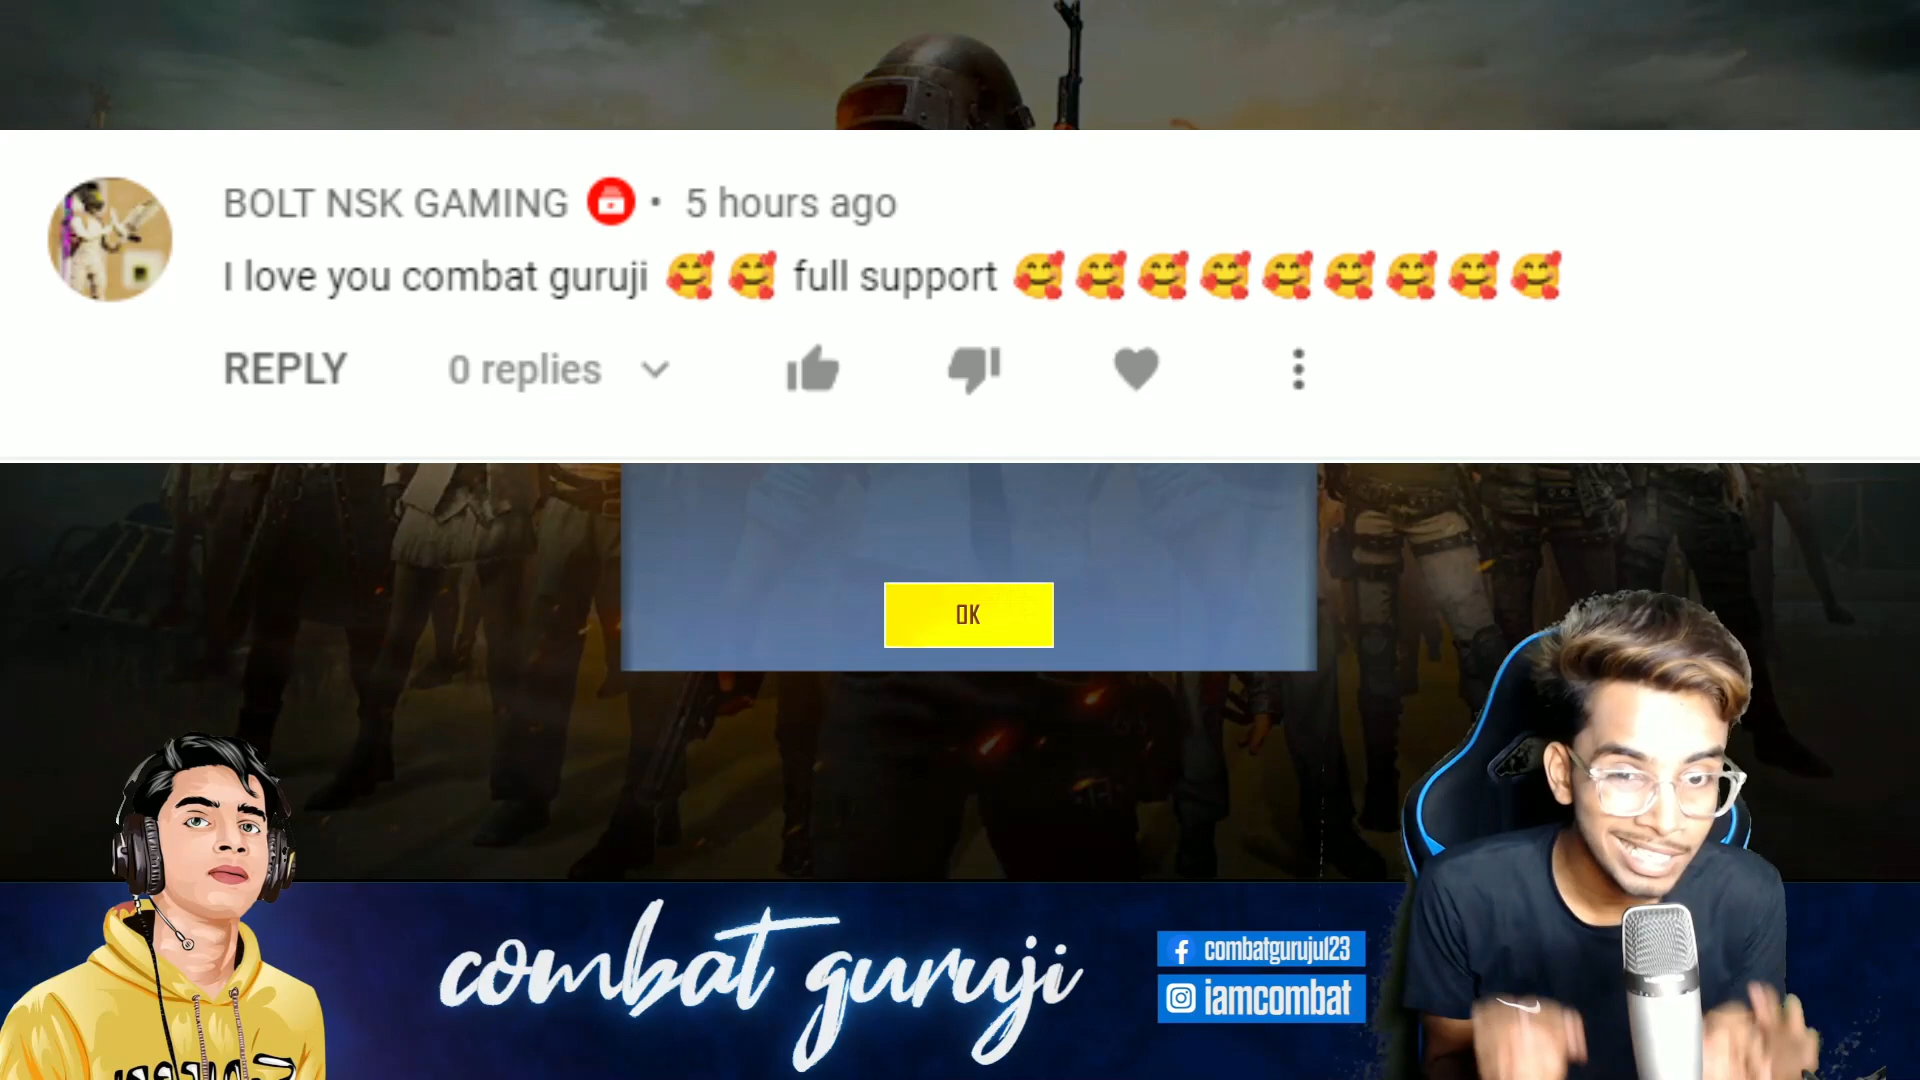 BOLT NSK GAMING • 5 hours ago
I love you combat guruji 🥰 🥰 full support 🥰 🥰 🥰 🥰 🥰 🥰 🥰 🥰 🥰
REPLY 0 replies
OK
combat guruji
combatguruju123
iamcombat